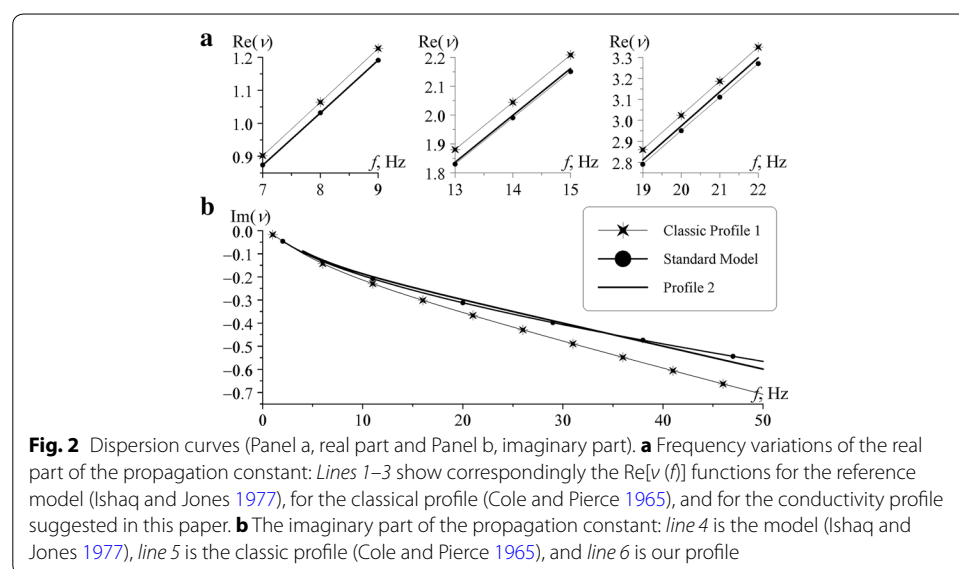 a
Re(ν) Re(ν) Re(ν)
1.2 2.2 3.3
1.1 2.1 3.2
3.1
1.0 2.0
3.0
0.9 1.9 2.9
f, Hz f, Hz f, Hz
1.8 2.8
7 8 9 13 14 15 19 20 21 22
b
Im(ν)
0.0
−0.1
−0.2
−0.3
−0.4
−0.5
−0.6
−0.7
f, Hz
0 10 20 30 40 50
Classic Profile 1
Standard Model
Profile 2
Fig. 2 Dispersion curves (Panel a, real part and Panel b, imaginary part). a Frequency variations of the real
part of the propagation constant: Lines 1–3 show correspondingly the Re[ν (f)] functions for the reference
model (Ishaq and Jones 1977), for the classical profile (Cole and Pierce 1965), and for the conductivity profile
suggested in this paper. b The imaginary part of the propagation constant: line 4 is the model (Ishaq and
Jones 1977), line 5 is the classic profile (Cole and Pierce 1965), and line 6 is our profile